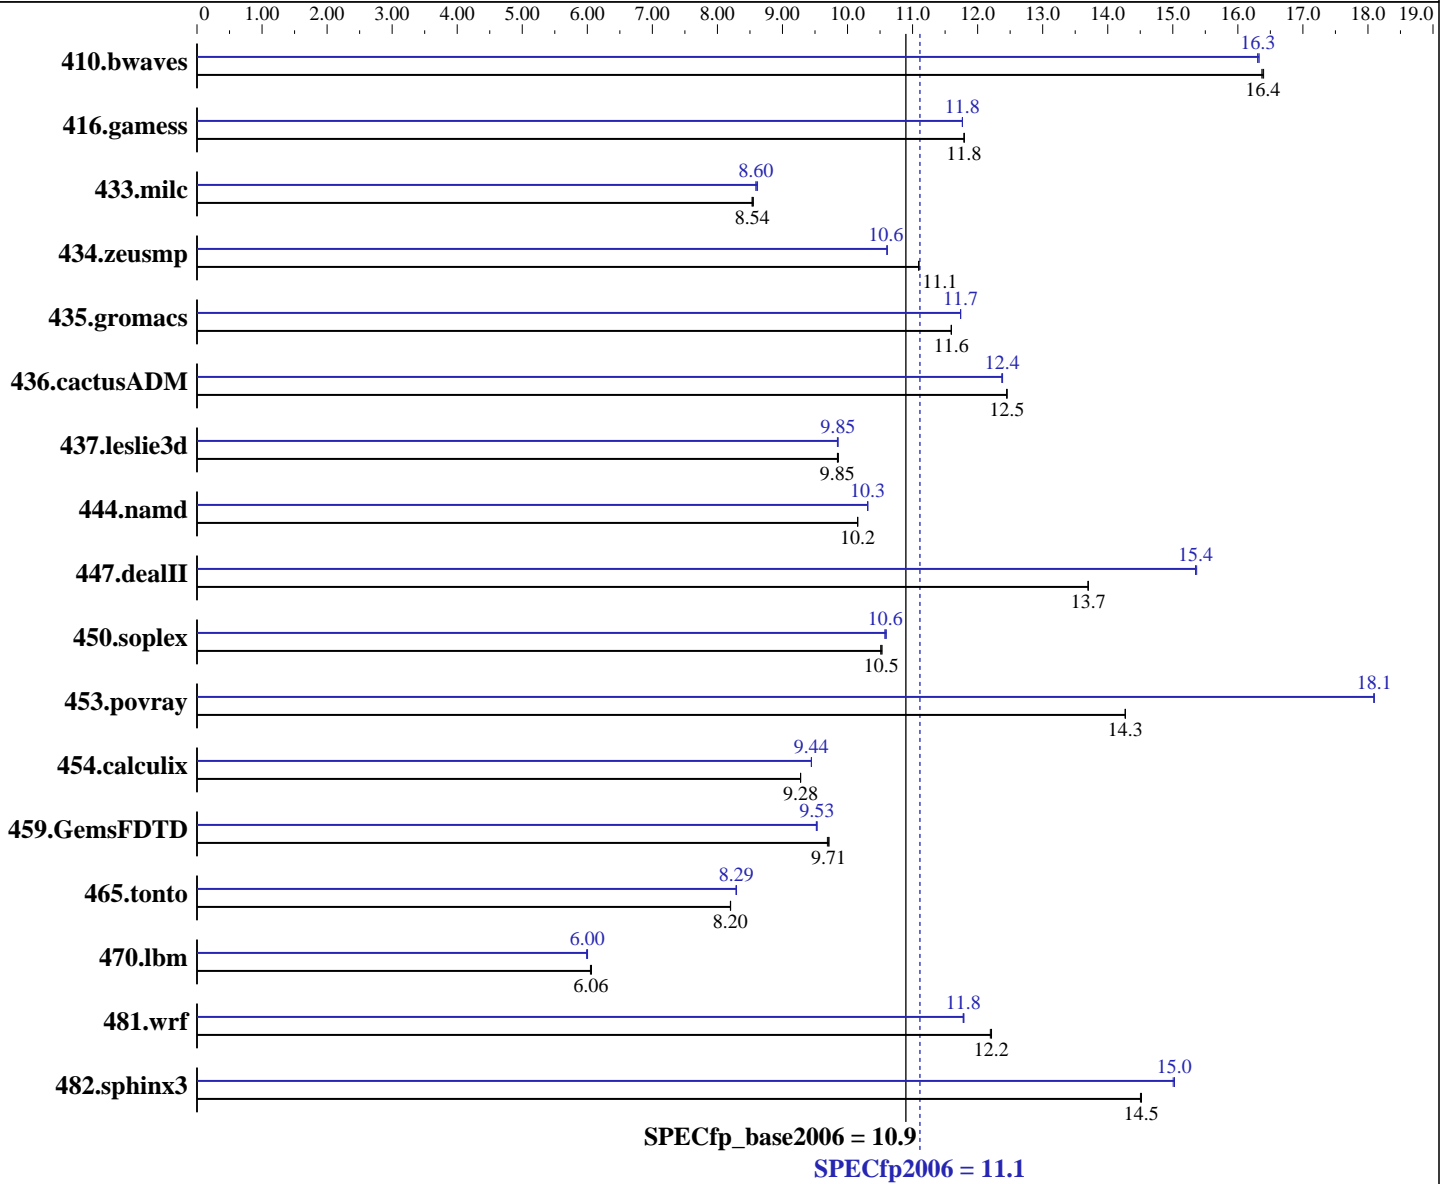 0 1.00 2.00 3.00 4.00 5.00 6.00 7.00 8.00 9.00 10.0 11.0 12.0 13.0 14.0 15.0 16.0 17.0 18.0 19.0
16.3
410.bwaves
16.4
11.8
416.gamess
11.8
8.60
433.milc
8.54
10.6
434.zeusmp
11.1
11.7
435.gromacs
11.6
12.4
436.cactusADM
12.5
9.85
437.leslie3d
9.85
10.3
444.namd
10.2
15.4
447.dealII
13.7
10.6
450.soplex
10.5
18.1
453.povray
14.3
9.44
454.calculix
9.28
9.53
459.GemsFDTD
9.71
8.29
465.tonto
8.20
6.00
470.lbm
6.06
11.8
481.wrf
12.2
15.0
482.sphinx3
14.5
SPECfp_base2006 = 10.9
SPECfp2006 = 11.1